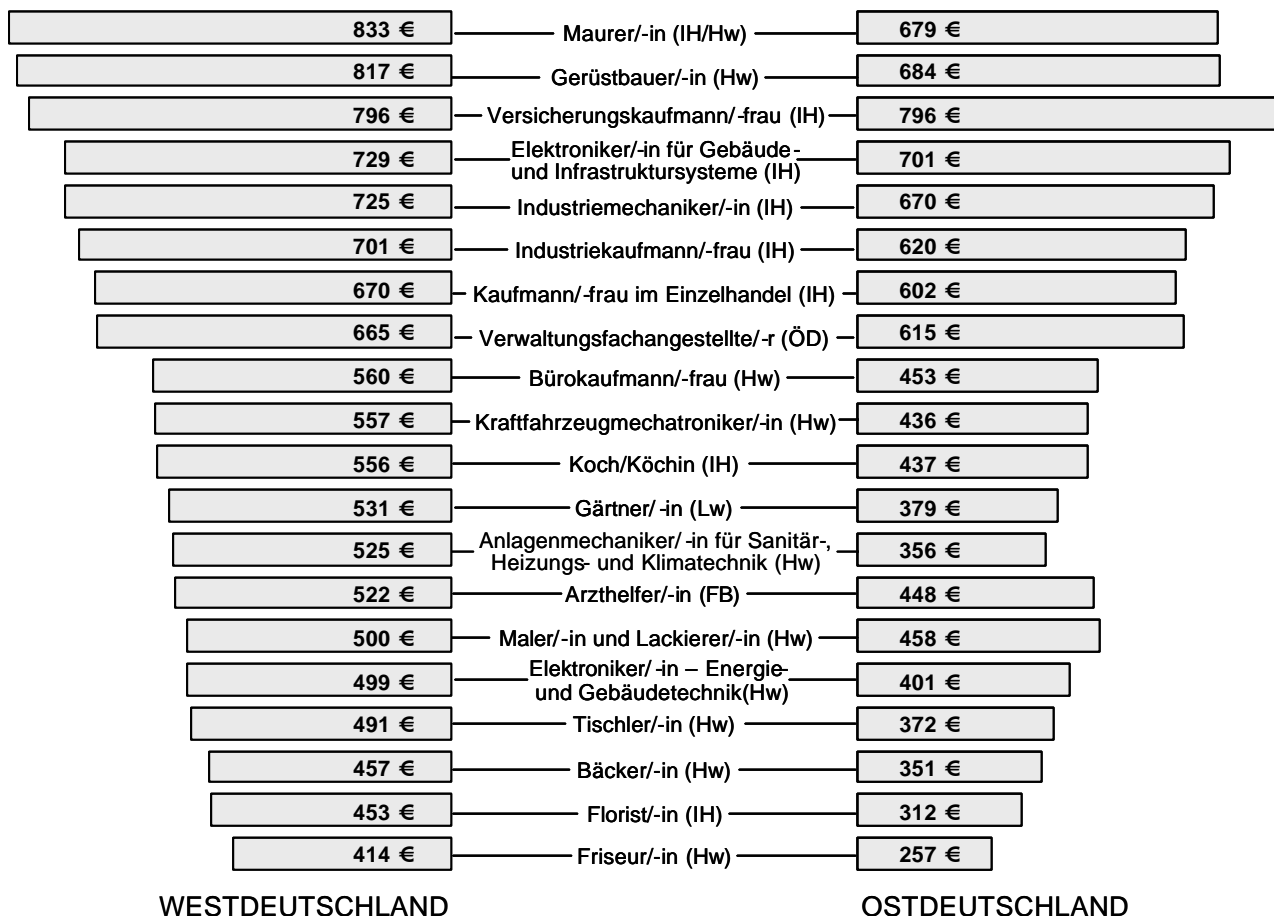 833 € Maurer/-in (IH/Hw) 679 €
817 € Gerüstbauer/-in (Hw) 684 €
796 € Versicherungskaufmann/-frau (IH) 796 €
729 € Elektroniker/-in für Gebäude- 701 €
und Infrastruktursysteme (IH)
725 € Industriemechaniker/-in (IH) 670 €
701 € Industriekaufmann/-frau (IH) 620 €
670 € Kaufmann/-frau im Einzelhandel (IH) 602 €
665 € Verwaltungsfachangestellte/-r (ÖD) 615 €
560 € Bürokaufmann/-frau (Hw) 453 €
557 € Kraftfahrzeugmechatroniker/-in (Hw) 436 €
556 € Koch/Köchin (IH) 437 €
531 € Gärtner/-in (Lw) 379 €
525 € Anlagenmechaniker/-in für Sanitär-, 356 €
Heizungs- und Klimatechnik (Hw)
522 € Arzthelfer/-in (FB) 448 €
500 € Maler/-in und Lackierer/-in (Hw) 458 €
499 € Elektroniker/-in – Energie- 401 €
und Gebäudetechnik(Hw)
491 € Tischler/-in (Hw) 372 €
457 € Bäcker/-in (Hw) 351 €
453 € Florist/-in (IH) 312 €
414 € Friseur/-in (Hw) 257 €
WESTDEUTSCHLAND OSTDEUTSCHLAND